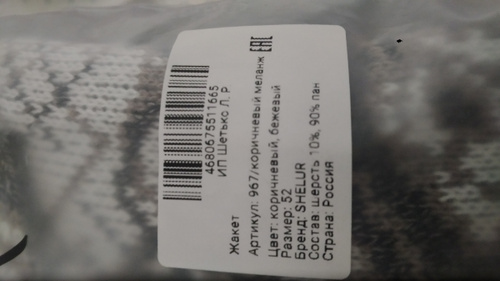 4680675511665
ИП Шетько Л. Р
Жакет
Артикул: 967/коричневый меланж
Цвет: коричневый, бежевый
Размер: 52
Бренд: SHELUR
Состав: шерсть 10%, 90% пан
Страна: Россия
EAC